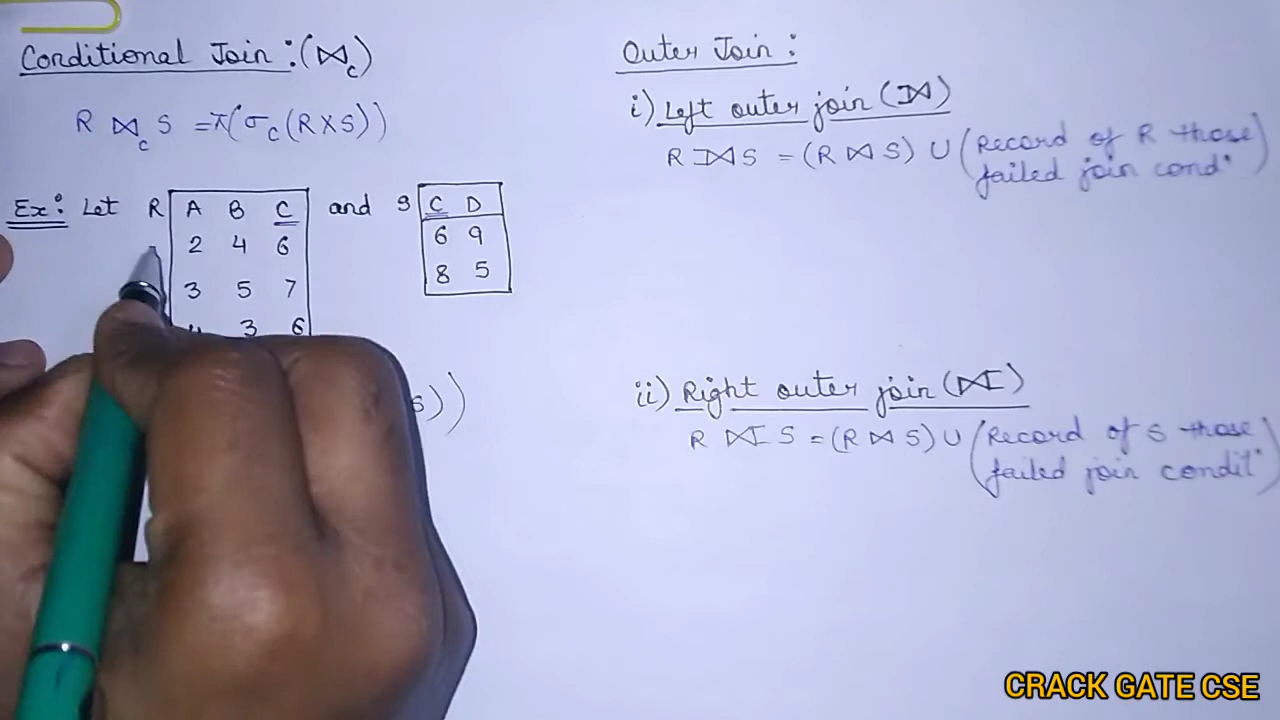 Conditional Join : (⋈c)
R ⋈c S = π(σc(R X S))
Ex: Let R A B C and S C D
2 4 6 6 9
3 5 7 8 5
3 6
s))
Outer Join :
i) Left outer join (⟕)
R ⟕ S = (R ⋈ S) ∪ (Record of R those
failed join cond'
ii) Right outer join (⟖)
R ⟖ S = (R ⋈ S) ∪ (Record of S those
failed join condit'
CRACK GATE CSE